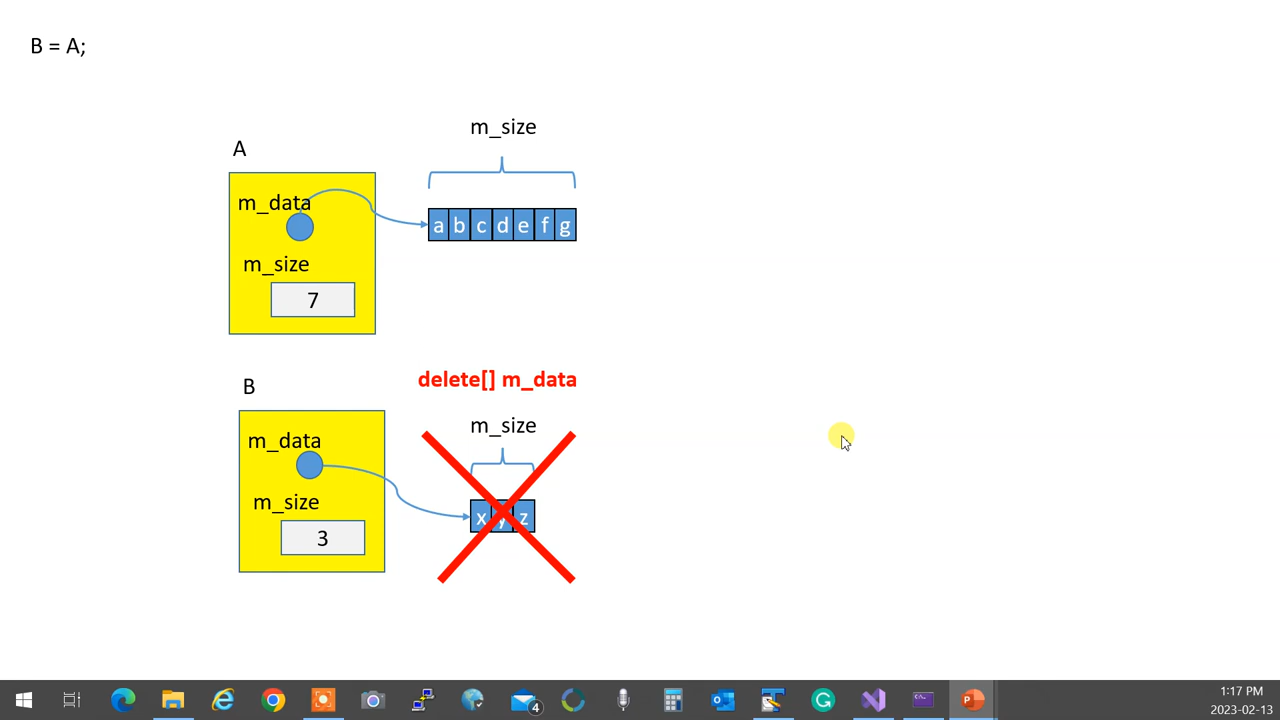 B = A;
m_size
A
m_data
a b c d e f g
m_size
7
delete[] m_data
B
m_size
m_data
m_size
x y z
3
4
1:17 PM
2023-02-13